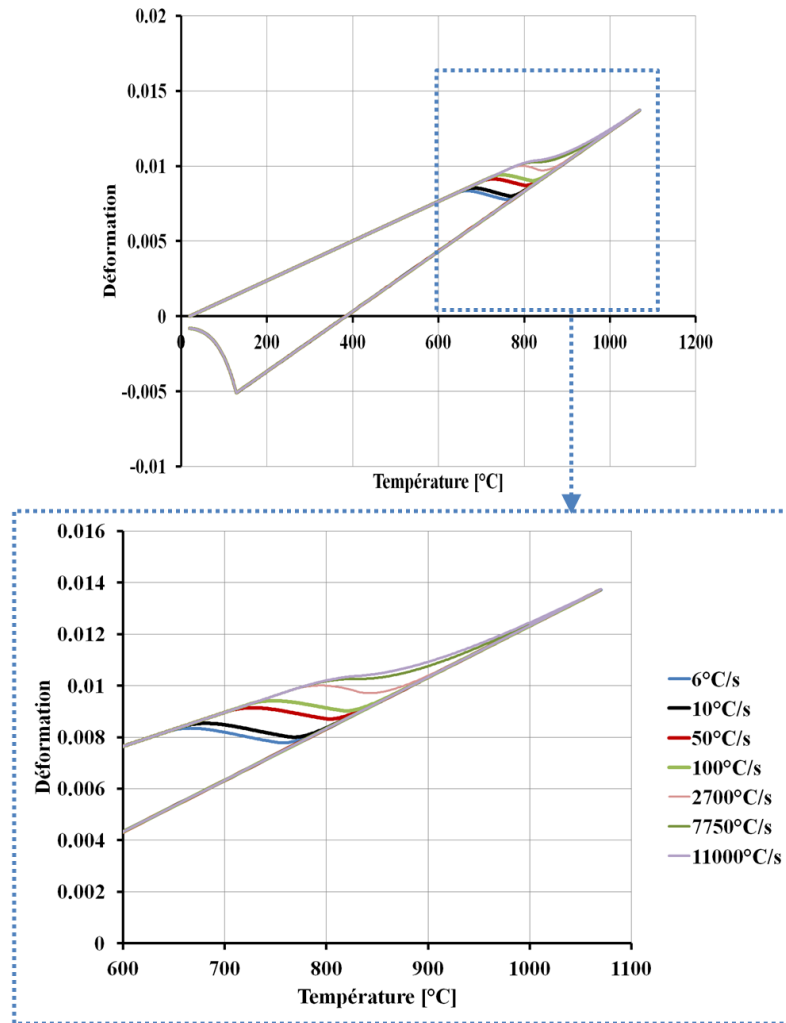 0.02
0.015
0.01
0.005
0
-0.005
-0.01
Déformation
0 200 400 600 800 1000 1200
Température [°C]
0.016
0.014
0.012
0.01
0.008
0.006
0.004
0.002
0
Déformation
600 700 800 900 1000 1100
Température [°C]
6°C/s
10°C/s
50°C/s
100°C/s
2700°C/s
7750°C/s
11000°C/s